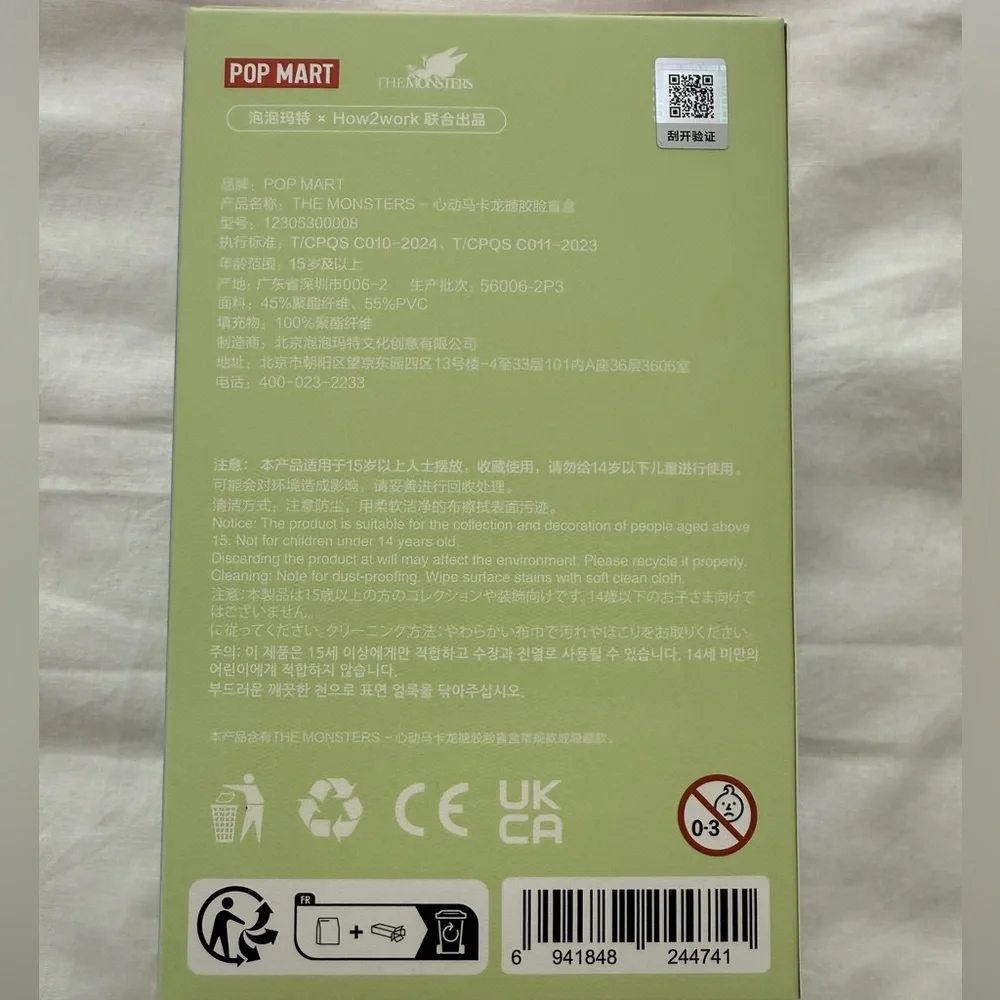 POP MART
THE MONSTERS
泡泡玛特 × How2work 联合出品
刮开验证
品牌：POP MART
产品名称：THE MONSTERS – 心动马卡龙搪胶脸盲盒
型号：12305300008
执行标准：T/CPQS C010–2024、T/CPQS C011–2023
年龄范围：15岁及以上
产地：广东省深圳市006–2 生产批次：56006–2P3
面料：45%聚酯纤维、55%PVC
填充物：100%聚酯纤维
制造商：北京泡泡玛特文化创意有限公司
地址：北京市朝阳区望京东园四区13号楼–4至33层101内A座36层3606室
电话：400–023–2233
注意：本产品适用于15岁以上人士摆放，收藏使用，请勿给14岁以下儿童进行使用。
可能会对环境造成影响，请妥善进行回收处理。
清洁方式：注意防尘，用柔软洁净的布擦拭表面污迹。
Notice: The product is suitable for the collection and decoration of people aged above
15. Not for children under 14 years old.
Discarding the product at will may affect the environment. Please recycle it properly.
Cleaning: Note for dust-proofing. Wipe surface stains with soft clean cloth.
注意：本製品は15歳以上の方のコレクションや装飾向けです。14歳以下のお子さま向けで
はございません。
に従ってください。クリーニング方法：やわらかい布巾で汚れやほこりをお取りください。
주의: 이 제품은 15세 이상에게만 적합하고 수장과 진열로 사용될 수 있습니다. 14세 미만의
어린이에게 적합하지 않습니다.
부드러운 깨끗한 천으로 표면 얼룩을 닦아주십시오.
本产品含有THE MONSTERS – 心动马卡龙搪胶脸盲盒常规款或隐藏款。
CE
UK
CA
0-3
FR
6 941848 244741